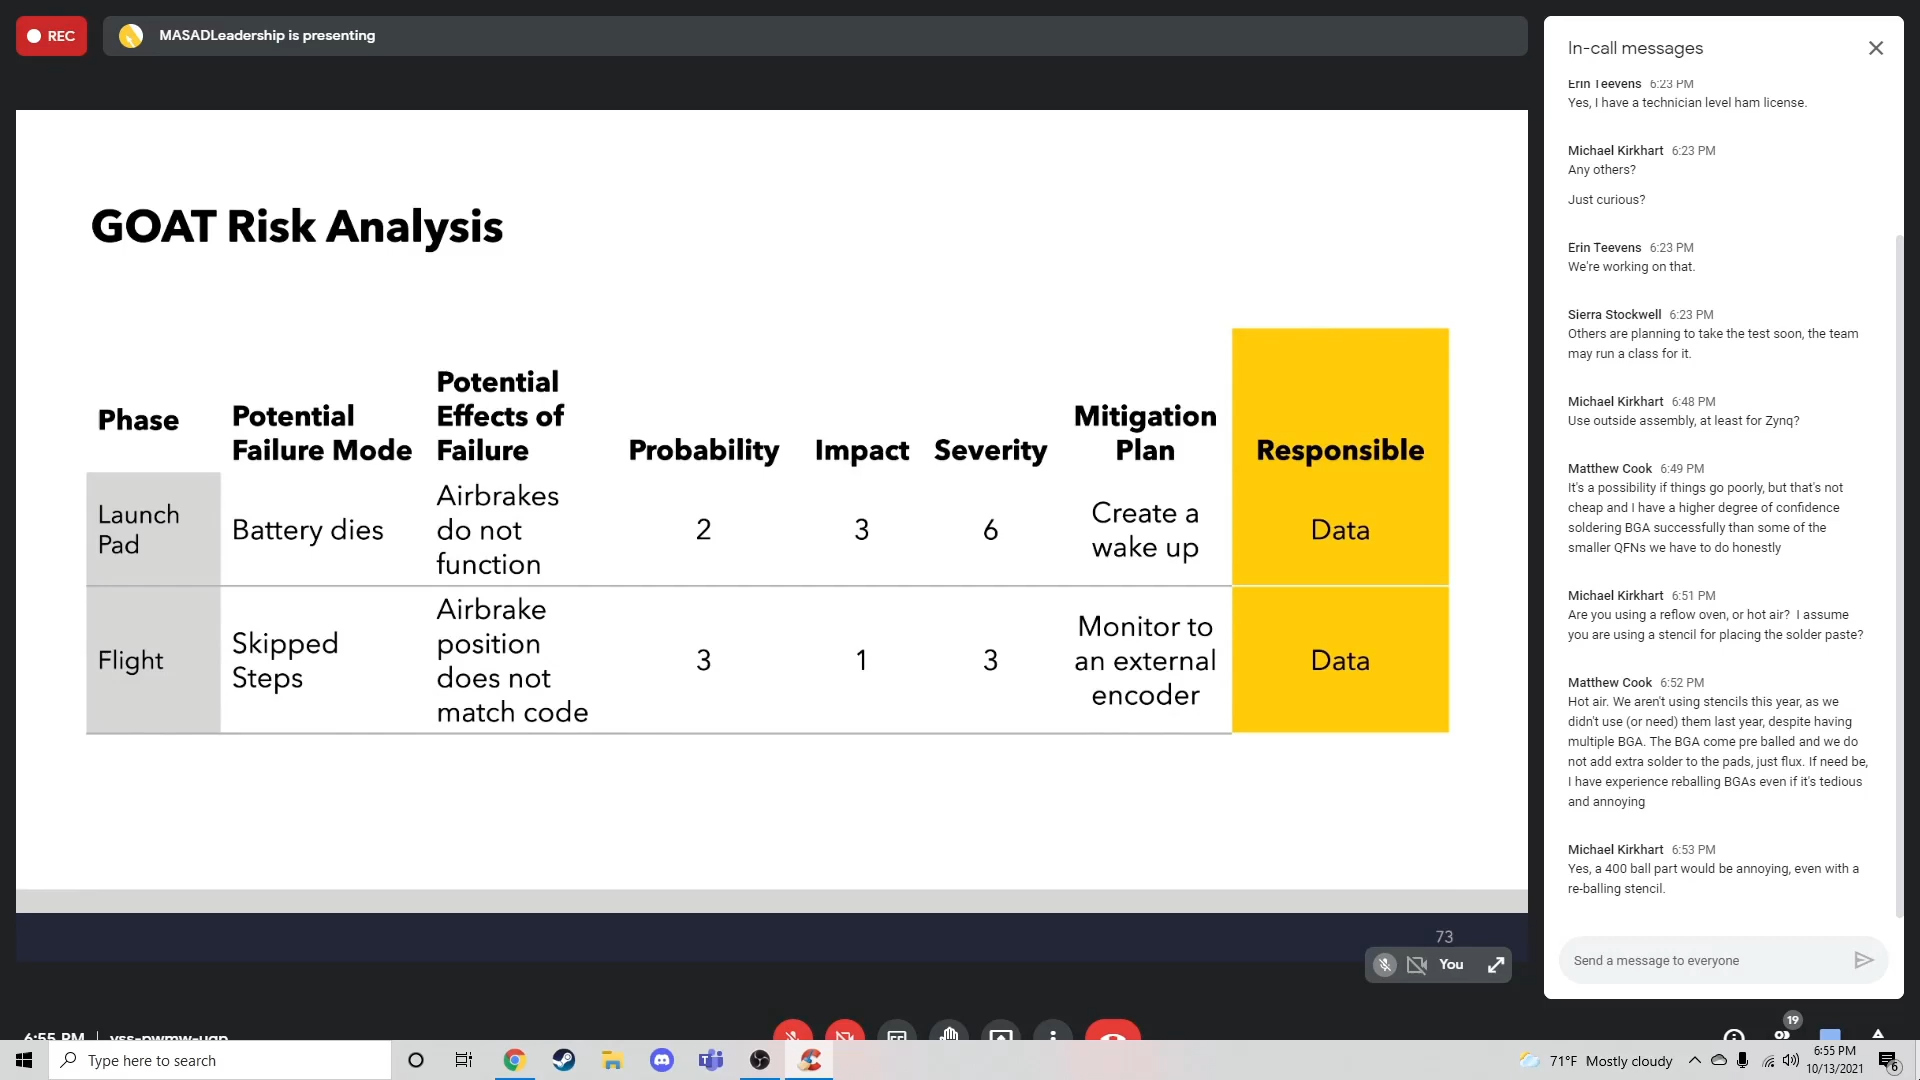 REC
MASADLeadership is presenting
GOAT Risk Analysis
Phase
Potential
Failure Mode
Potential
Effects of
Failure
Probability
Impact
Severity
Mitigation
Plan
Responsible
Launch
Pad
Battery dies
Airbrakes
do not
function
2
3
6
Create a
wake up
Data
Flight
Skipped
Steps
Airbrake
position
does not
match code
3
1
3
Monitor to
an external
encoder
Data
73
You
In-call messages
Erin Teevens 6:23 PM
Yes, I have a technician level ham license.
Michael Kirkhart 6:23 PM
Any others?
Just curious?
Erin Teevens 6:23 PM
We're working on that.
Sierra Stockwell 6:23 PM
Others are planning to take the test soon, the team
may run a class for it.
Michael Kirkhart 6:48 PM
Use outside assembly, at least for Zynq?
Matthew Cook 6:49 PM
It's a possibility if things go poorly, but that's not
cheap and I have a higher degree of confidence
soldering BGA successfully than some of the
smaller QFNs we have to do honestly
Michael Kirkhart 6:51 PM
Are you using a reflow oven, or hot air?  I assume
you are using a stencil for placing the solder paste?
Matthew Cook 6:52 PM
Hot air. We aren't using stencils this year, as we
didn't use (or need) them last year, despite having
multiple BGA. The BGA come pre balled and we do
not add extra solder to the pads, just flux. If need be,
I have experience reballing BGAs even if it's tedious
and annoying
Michael Kirkhart 6:53 PM
Yes, a 400 ball part would be annoying, even with a
re-balling stencil.
Send a message to everyone
6:55 PM
19
Type here to search
71°F Mostly cloudy
6:55 PM
10/13/2021
6